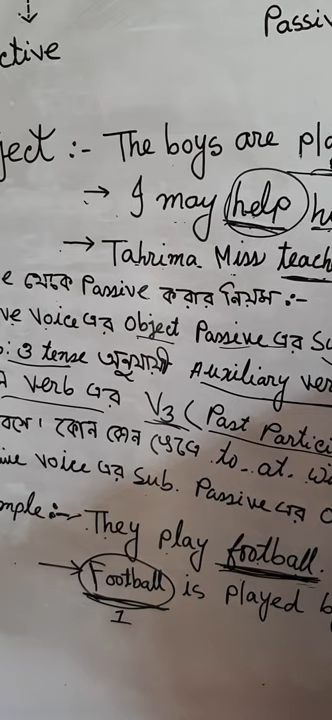 Passiv
ctive
ject :- The boys are pla
→ I may help h
→ Tahrima Miss teach
e থেকে Passive করার নিয়ম :-
ve voice এর Object Passive এর Su
ও tense অনুযায়ী Auxiliary ver
verb এর V3 (Past Partici
কোন কোন ক্ষেত্রে to.. at..
ive voice এর Sub. Passive এর O
mple :- They play football.
→ Football is played b
1